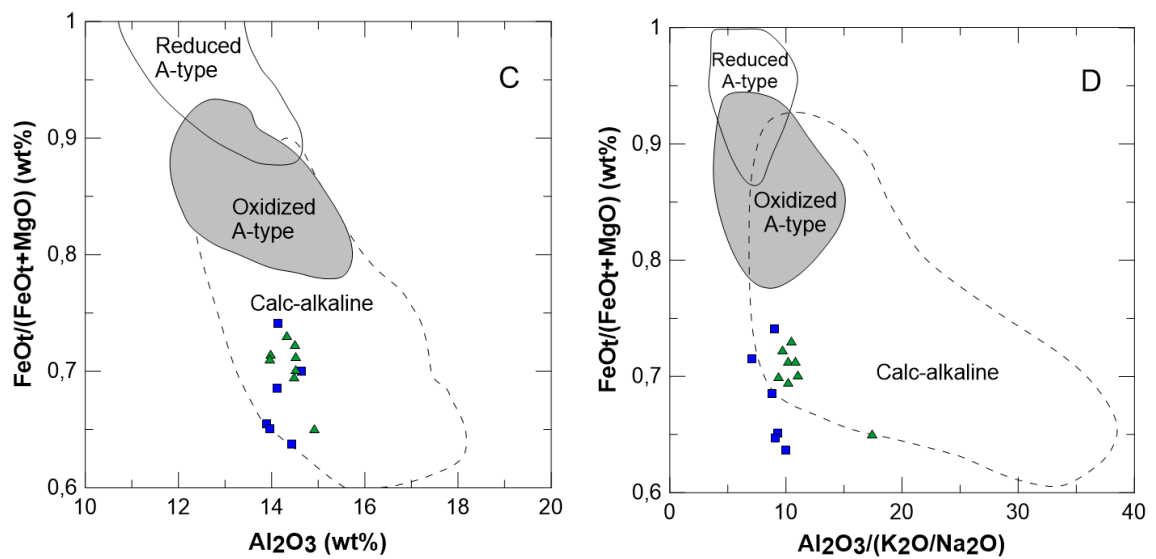 1
0,9
0,8
0,7
0,6
FeOt/(FeOt+MgO) (wt%)
Reduced
A-type
C
Oxidized
A-type
Calc-alkaline
10
12
14
16
18
20
Al2O3 (wt%)
1
0,9
0,8
0,7
0,6
FeOt/(FeOt+MgO) (wt%)
Reduced
A-type
D
Oxidized
A-type
Calc-alkaline
0
10
20
30
40
Al2O3/(K2O/Na2O)